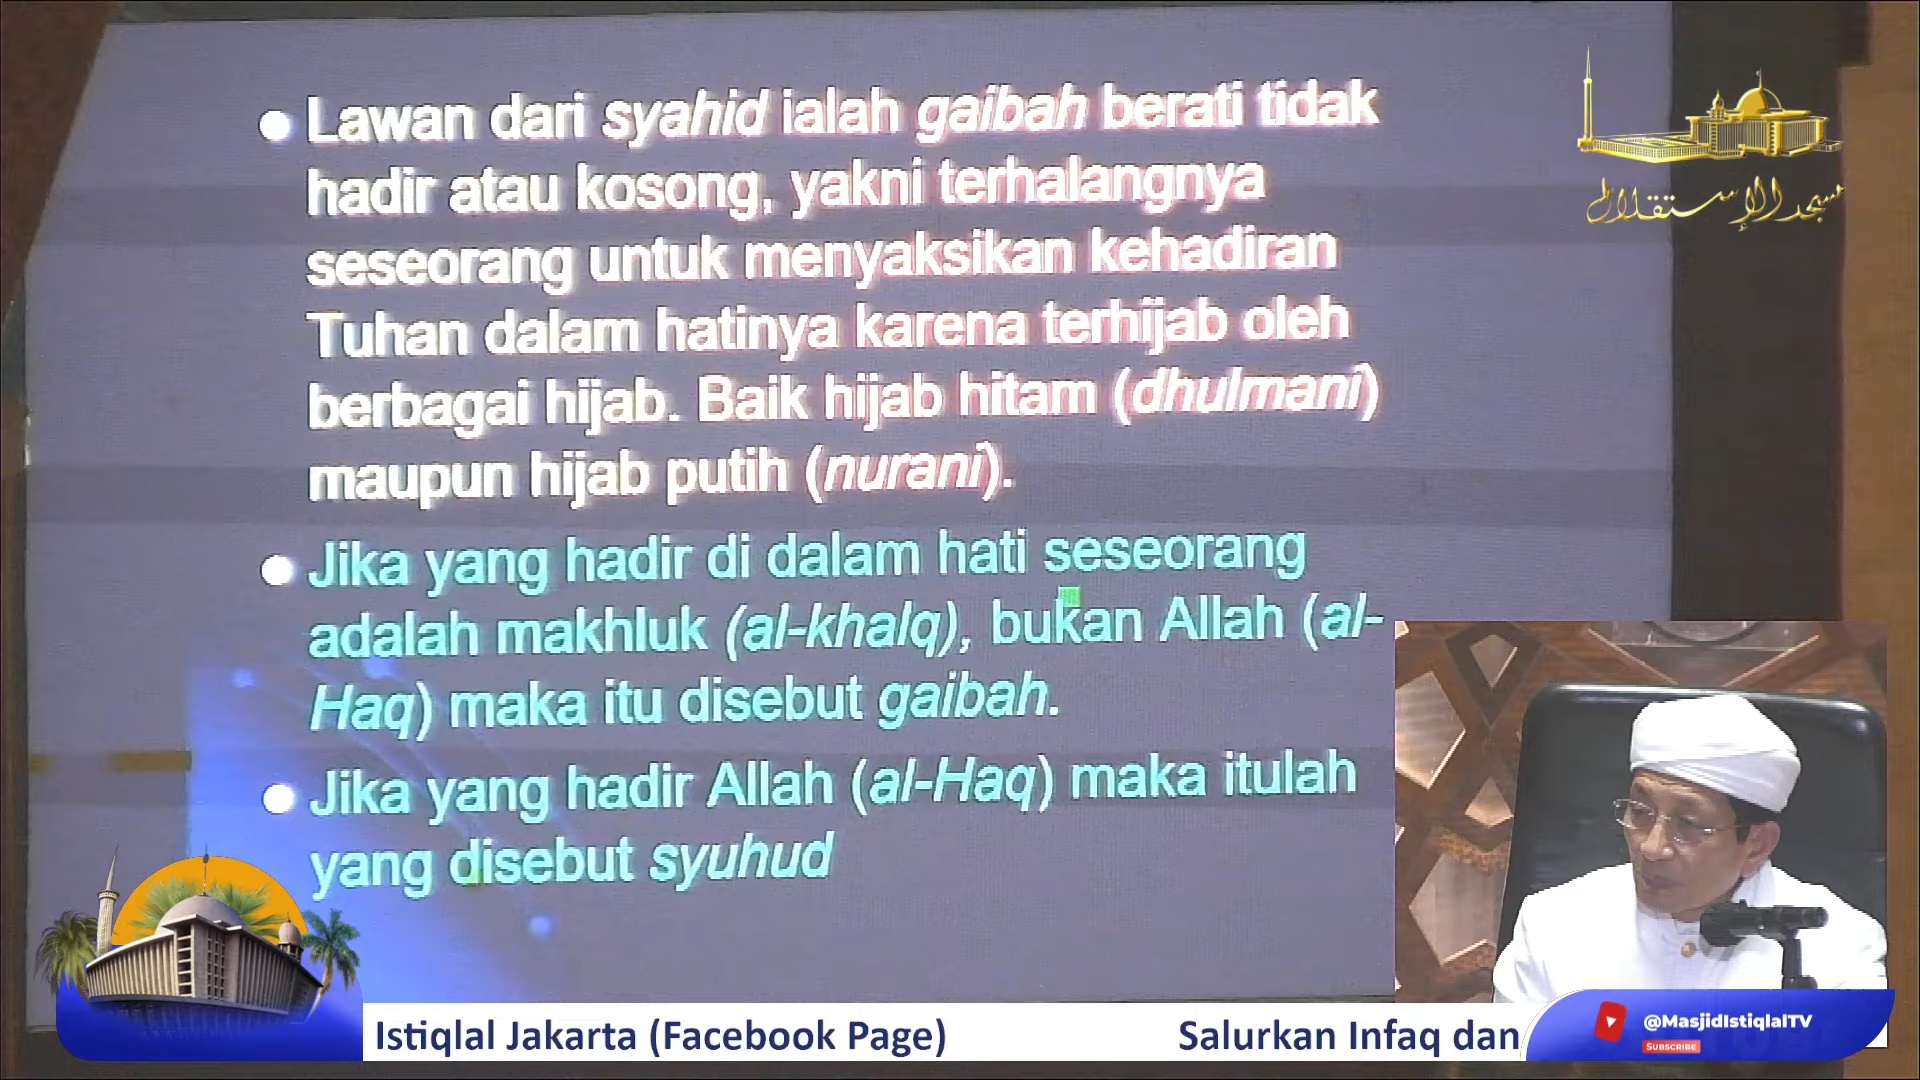 Lawan dari syahid ialah gaibah berati tidak
hadir atau kosong, yakni terhalangnya
seseorang untuk menyaksikan kehadiran
Tuhan dalam hatinya karena terhijab oleh
berbagai hijab. Baik hijab hitam (dhulmani)
maupun hijab putih (nurani).
Jika yang hadir di dalam hati seseorang
adalah makhluk (al-khalq), bukan Allah (al-
Haq) maka itu disebut gaibah.
Jika yang hadir Allah (al-Haq) maka itulah
yang disebut syuhud
مسجد الإستقلال
Istiqlal Jakarta (Facebook Page)
Salurkan Infaq dan
@MasjidIstiqlalTV
SUBSCRIBE